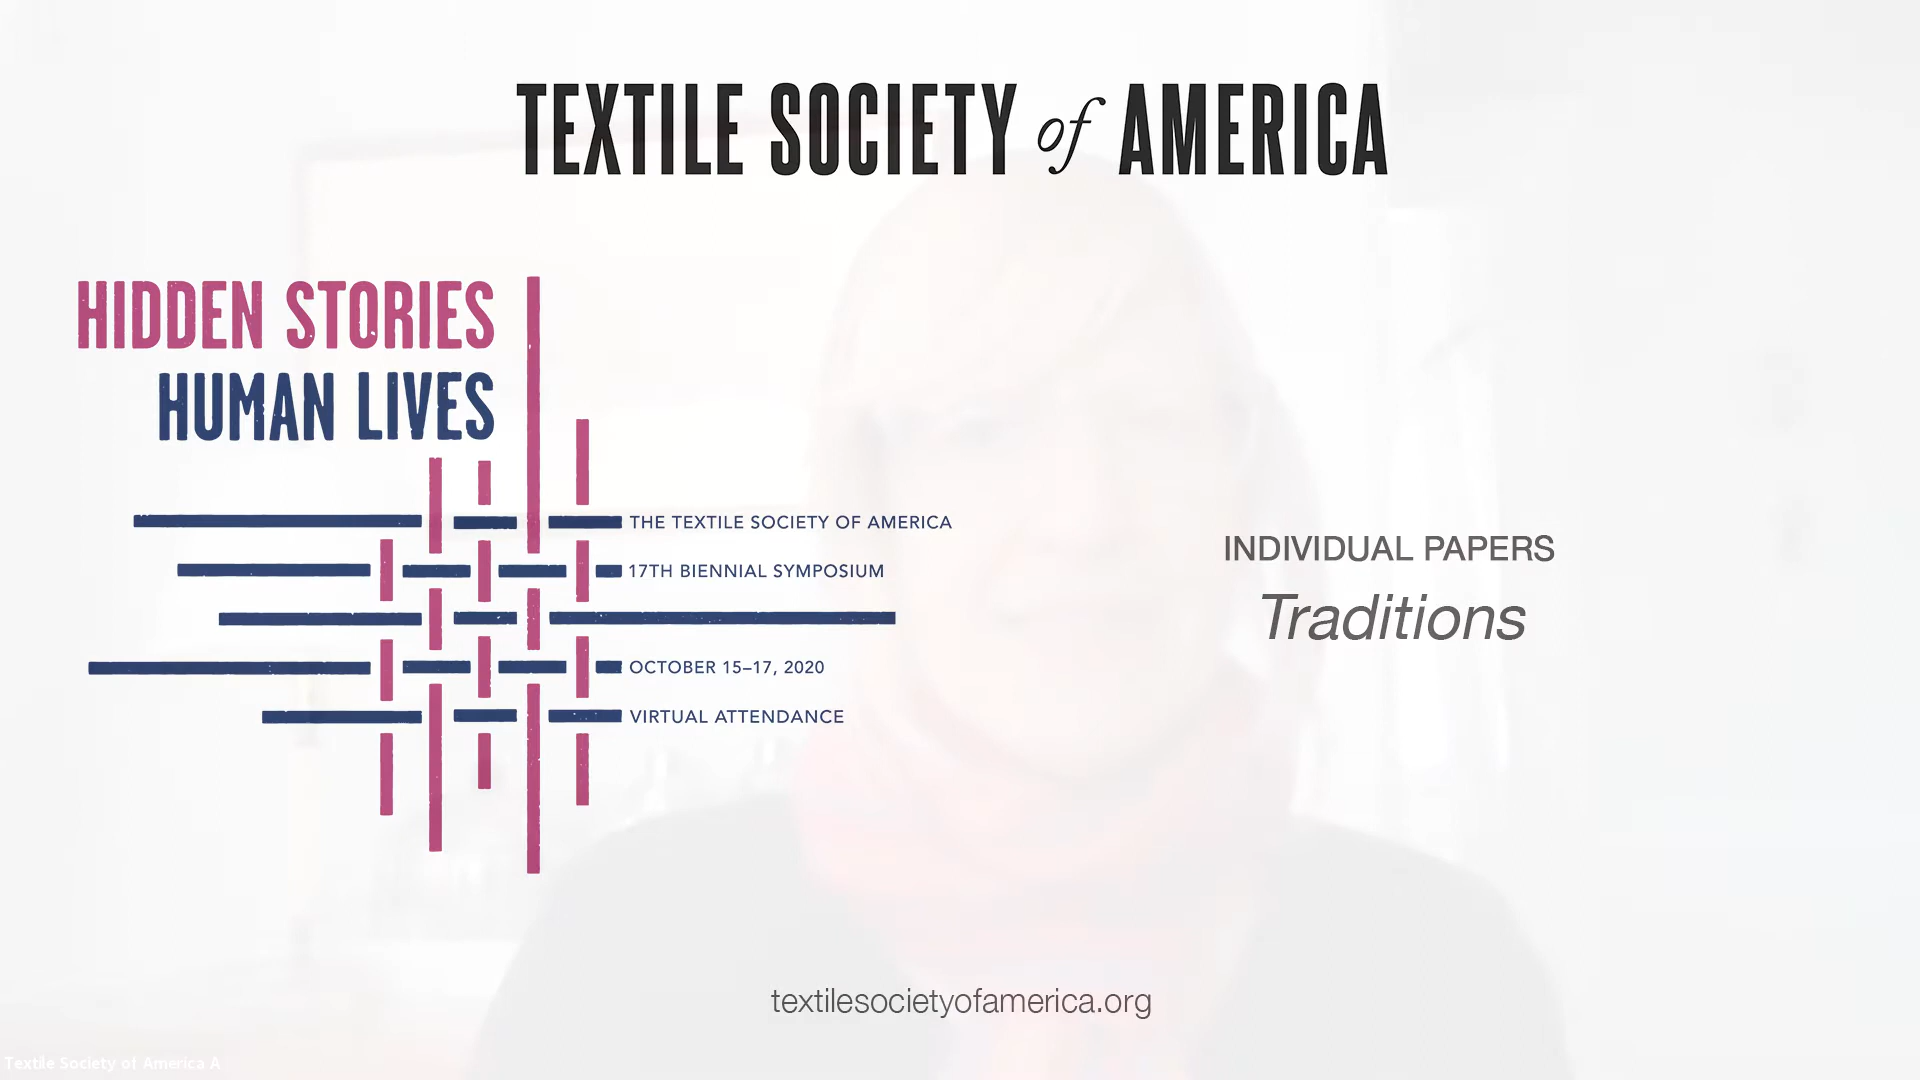 TEXTILE SOCIETY of AMERICA
HIDDEN STORIES
HUMAN LIVES
THE TEXTILE SOCIETY OF AMERICA
17TH BIENNIAL SYMPOSIUM
OCTOBER 15–17, 2020
VIRTUAL ATTENDANCE
INDIVIDUAL PAPERS
Traditions
textilesocietyofamerica.org
Textile Society of America A